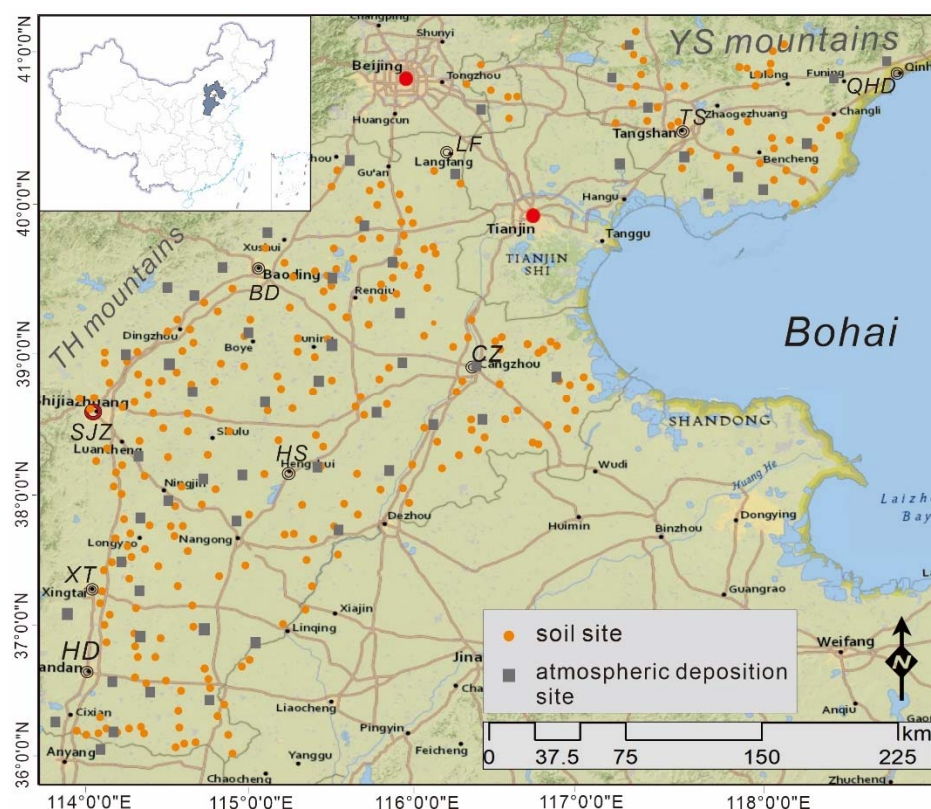 Changping
Shunyi
YS mountains
Beijing
Tongzhou
Lulong
Funing
QHD
Huangcun
TS
Zhaogezhuang
Changli
LF
Tangshan
Langfang
Bencheng
Gu'an
Hangu
Tianjin
Tanggu
TIANJIN
SHI
Xushui
Baoding
BD
TH mountains
Renqiu
Bohai
Dingzhou
Boye
CZ
Cangzhou
Shijiazhuang
SJZ
SHANDONG
Luancheng
Shulu
HS
Hengshui
Wudi
Huang He
Ningjin
Dezhou
Huimin
Binzhou
Dongying
Longyao
Nangong
XT
Xingtai
Guangrao
Xiajin
HD
Linqing
Weifang
Cixian
Liaocheng
Pingyin
Anqiu
Anyang
Yanggu
Feicheng
Chaocheng
Zhucheng
soil site
atmospheric deposition
site
N
km
0 37.5 75 150 225
41°0'0"N
40°0'0"N
39°0'0"N
38°0'0"N
37°0'0"N
36°0'0"N
114°0'0"E 115°0'0"E 116°0'0"E 117°0'0"E 118°0'0"E